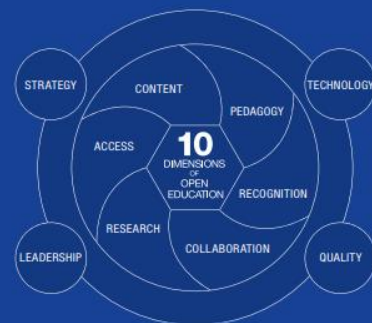 STRATEGY
TECHNOLOGY
CONTENT
PEDAGOGY
ACCESS
10
DIMENSIONS
OF
OPEN
EDUCATION
RECOGNITION
RESEARCH
COLLABORATION
LEADERSHIP
QUALITY